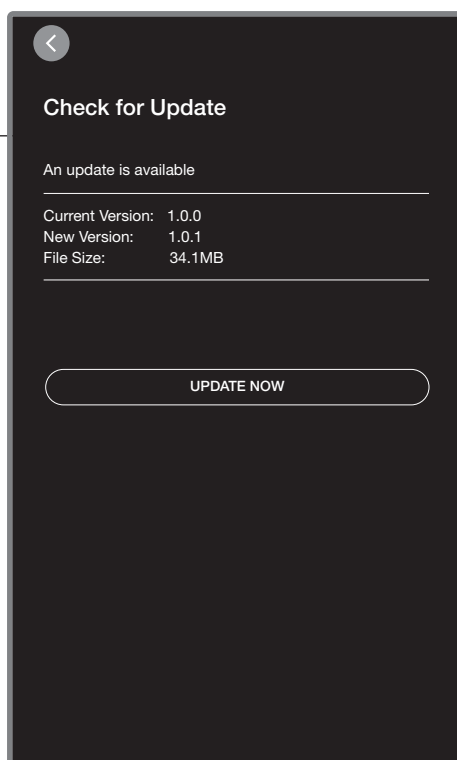 Check for Update
An update is available
Current Version: 1.0.0
New Version: 1.0.1
File Size: 34.1MB
UPDATE NOW